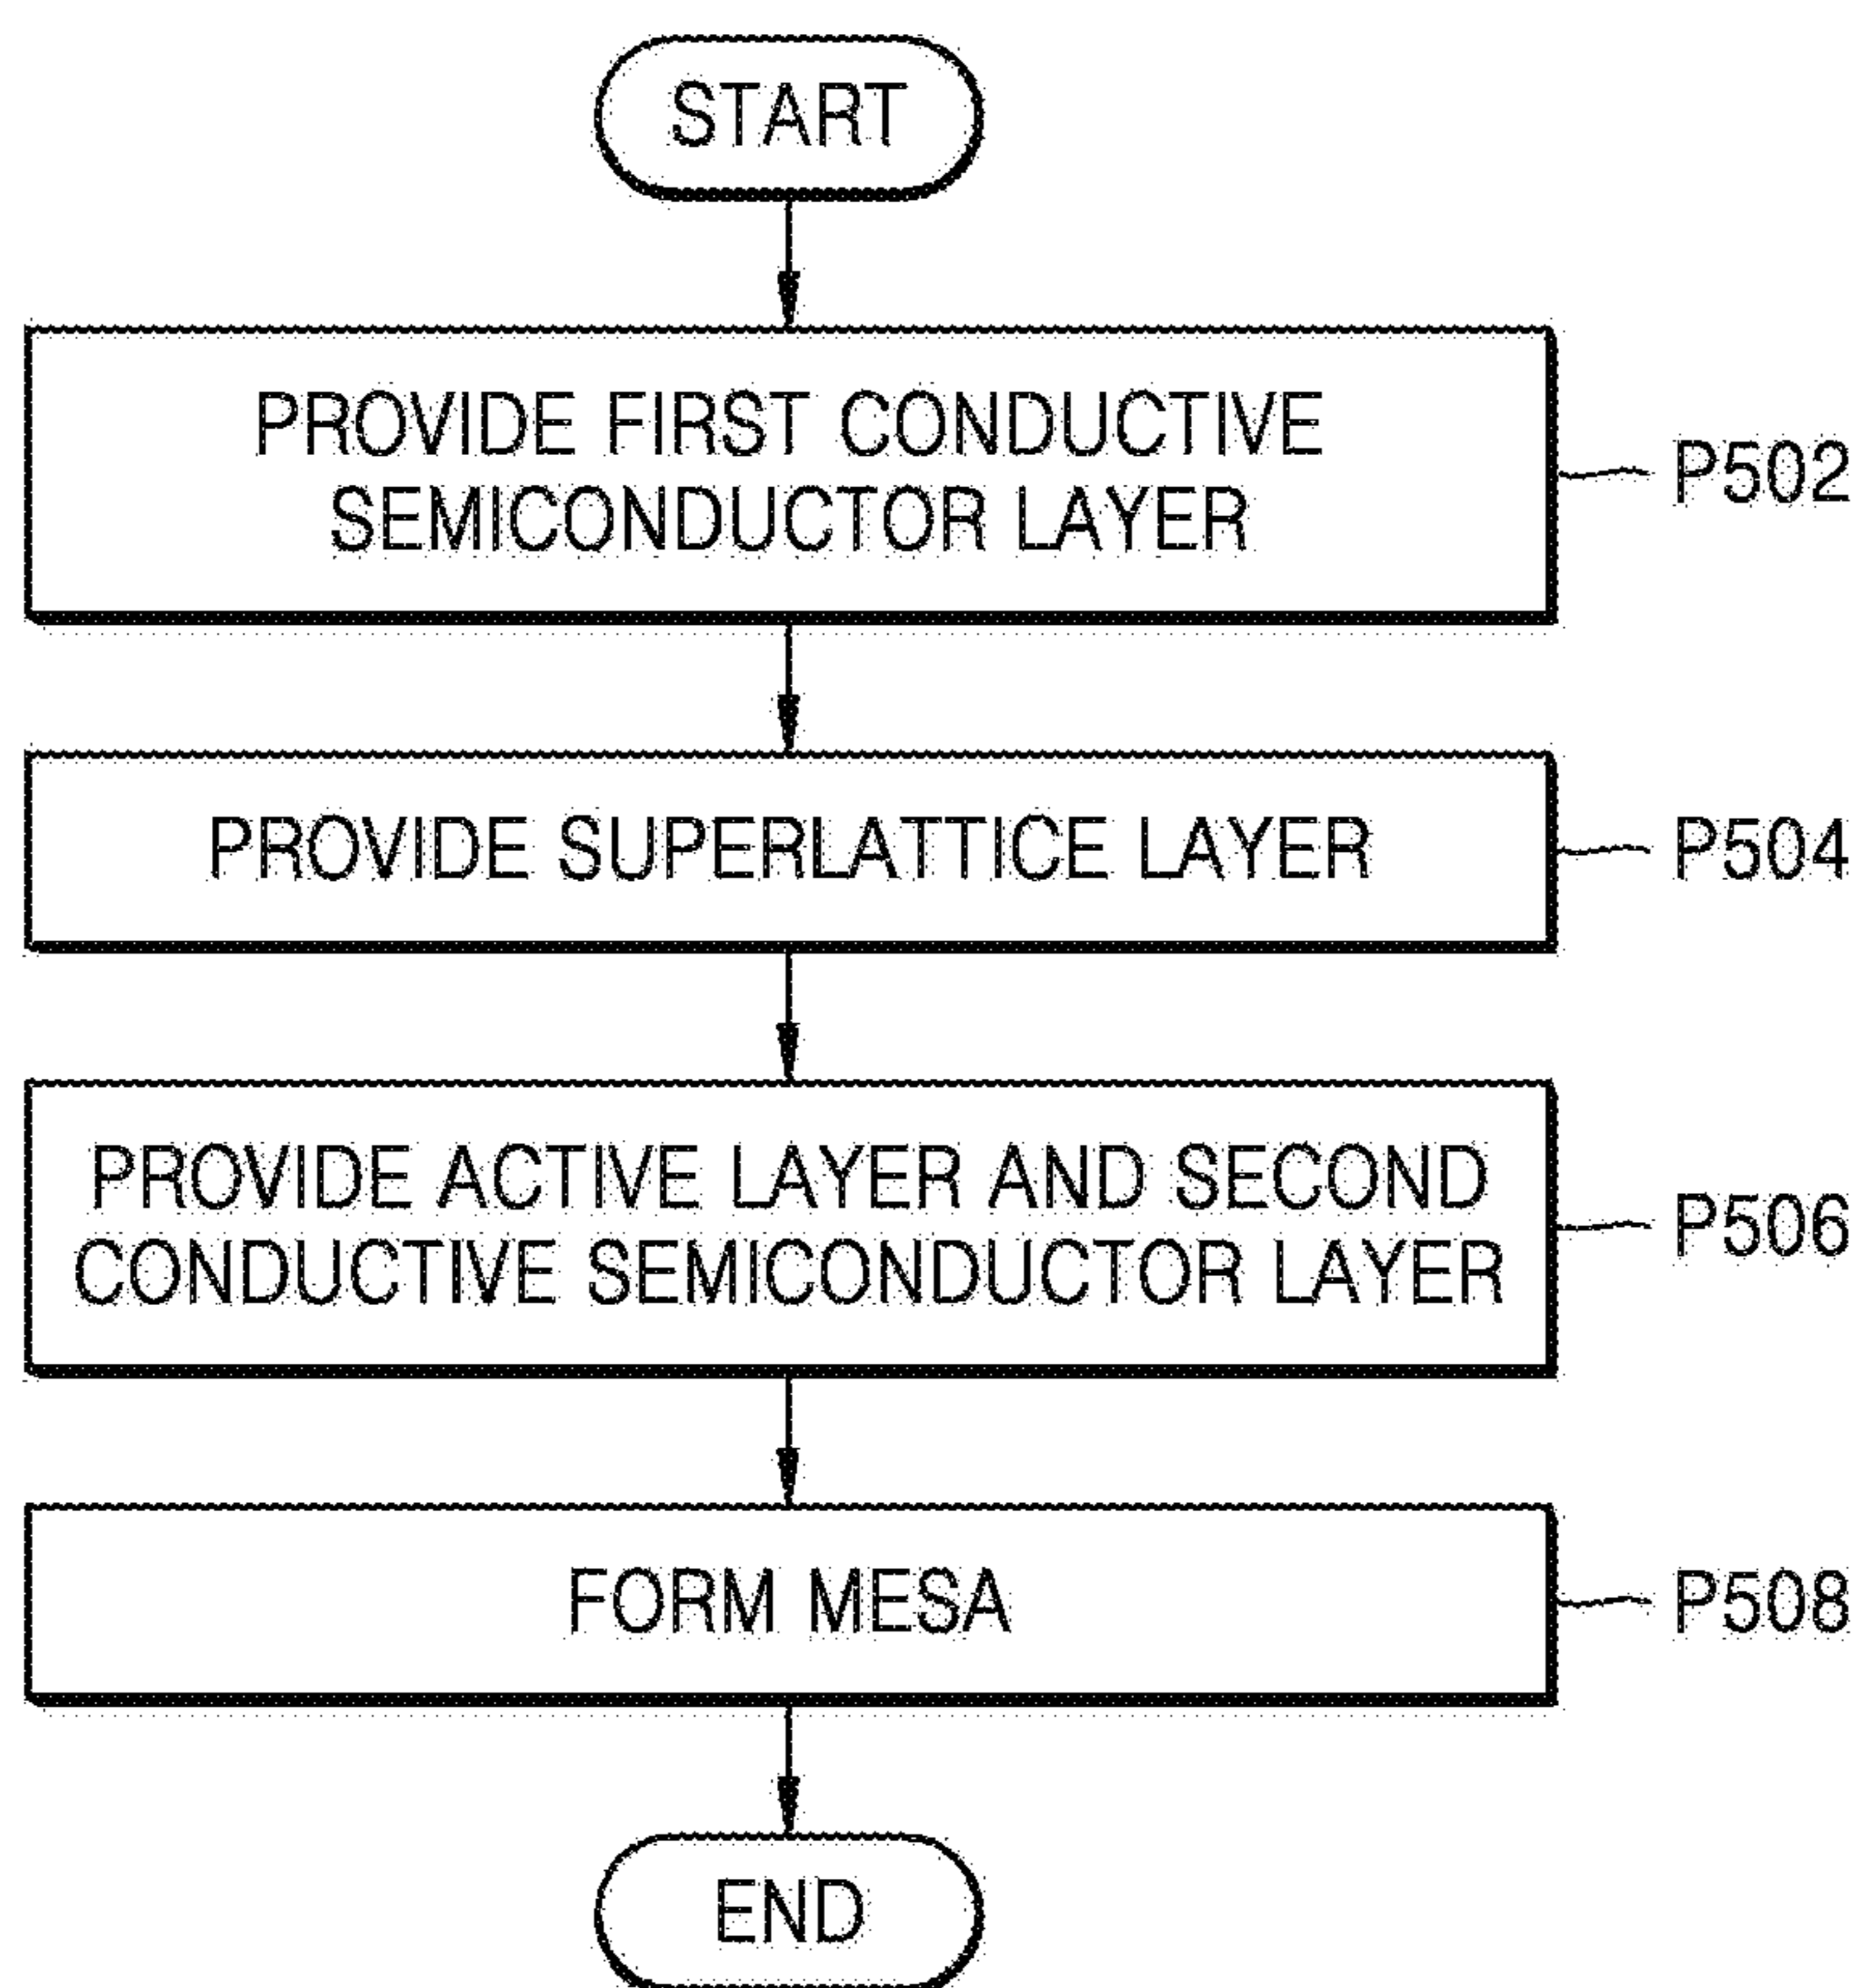 START
PROVIDE FIRST CONDUCTIVE
SEMICONDUCTOR LAYER
P502
PROVIDE SUPERLATTICE LAYER
P504
PROVIDE ACTIVE LAYER AND SECOND
CONDUCTIVE SEMICONDUCTOR LAYER
P506
FORM MESA
P508
END